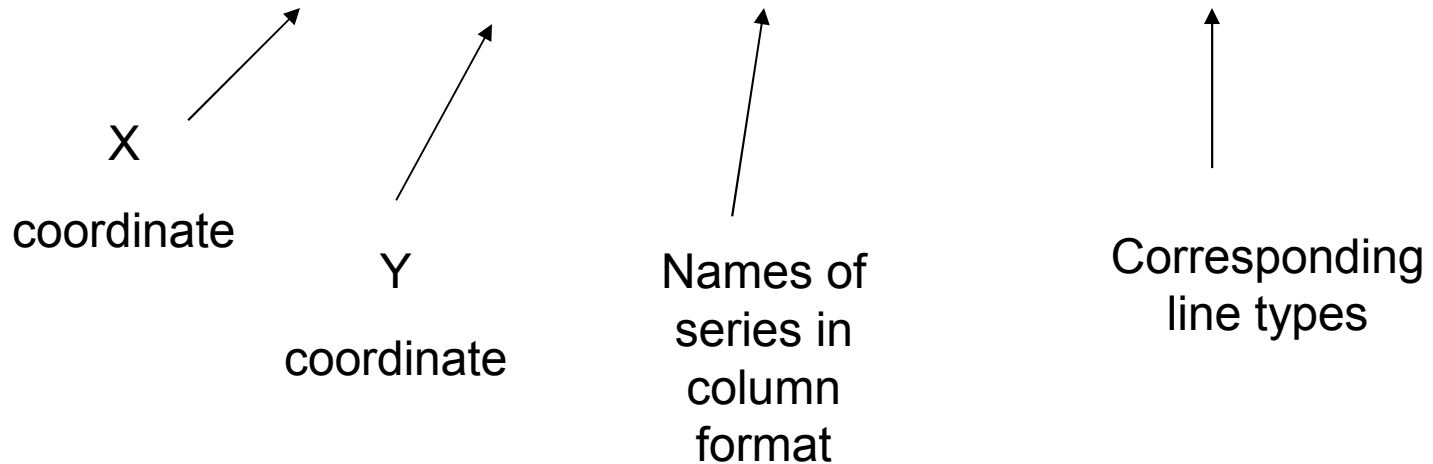 X
coordinate
Y
coordinate
Names of
series in
column
format
Corresponding
line types